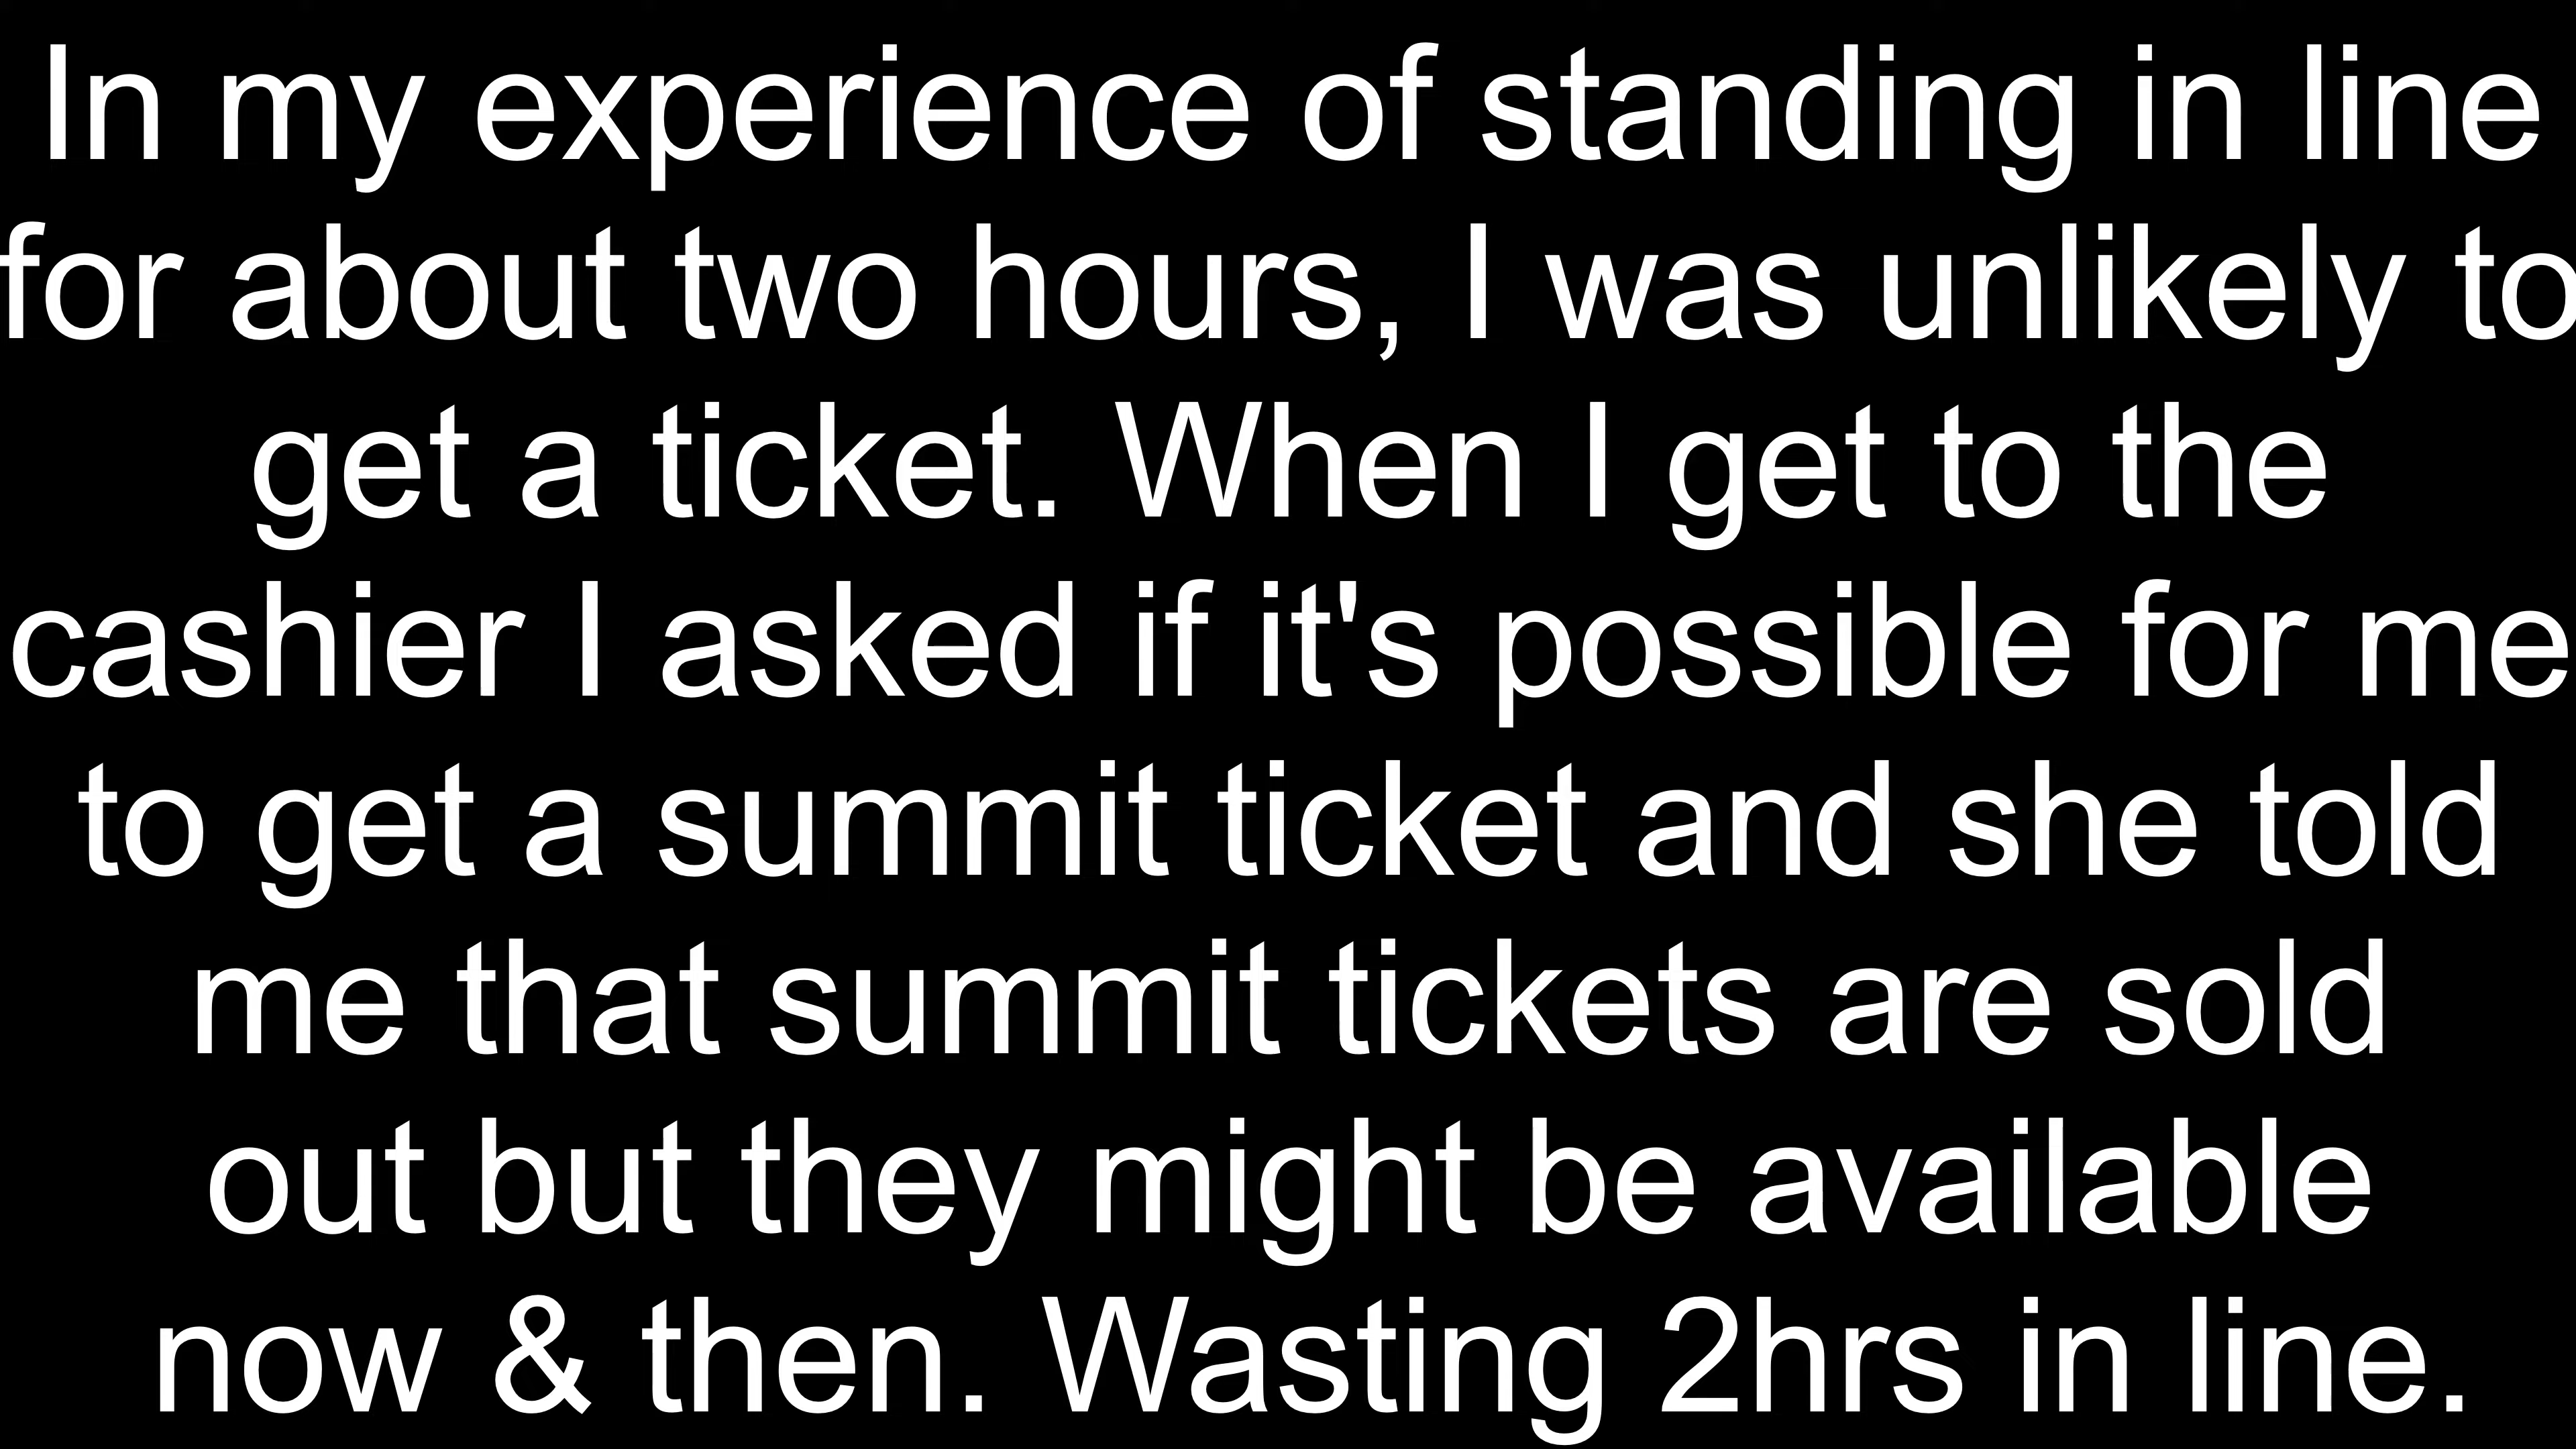 In my experience of standing in line
for about two hours, I was unlikely to
get a ticket. When I get to the
cashier I asked if it's possible for me
to get a summit ticket and she told
me that summit tickets are sold
out but they might be available
now & then. Wasting 2hrs in line.